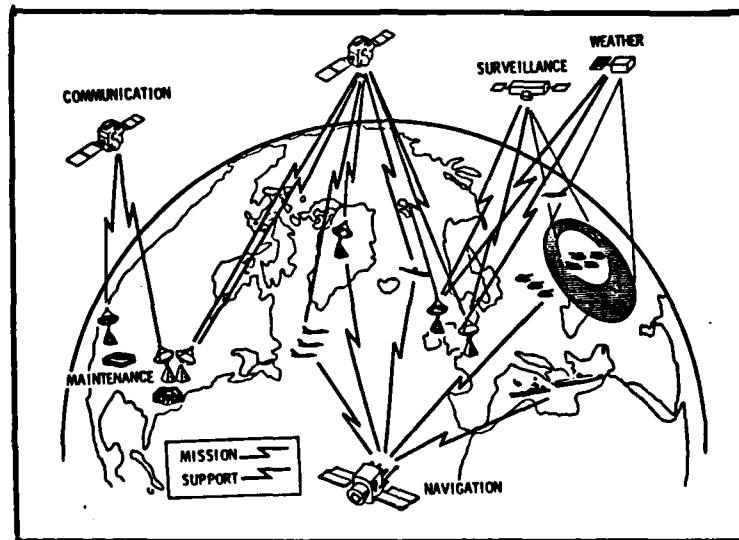 WEATHER
SURVEILLANCE
COMMUNICATION
MAINTENANCE
MISSION
SUPPORT
NAVIGATION